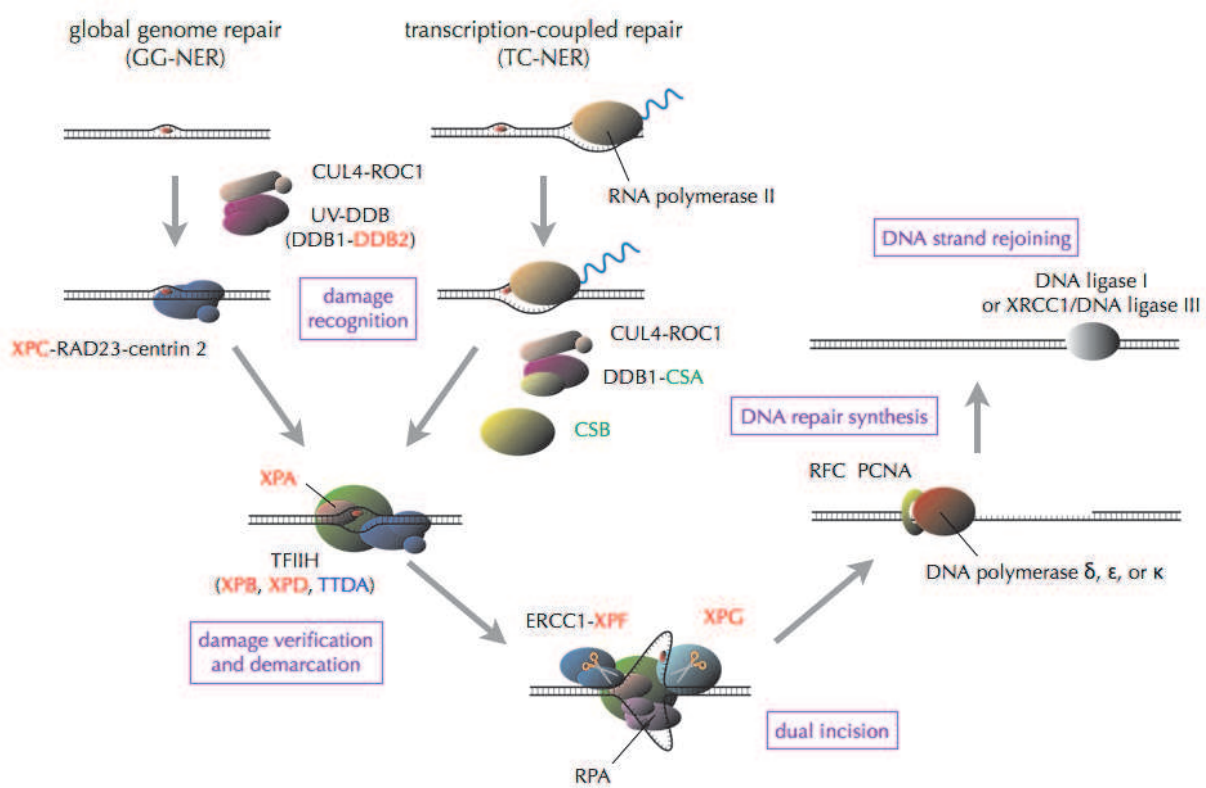 global genome repair
(GG-NER)
transcription-coupled repair
(TC-NER)
CUL4-ROC1
UV-DDB
(DDB1-DDB2)
RNA polymerase II
damage
recognition
XPC-RAD23-centrin 2
CUL4-ROC1
DDB1-CSA
CSB
XPA
TFIIH
(XPB, XPD, TTDA)
damage verification
and demarcation
ERCC1-XPF
XPG
RPA
dual incision
DNA strand rejoining
DNA ligase I
or XRCC1/DNA ligase III
DNA repair synthesis
RFC PCNA
DNA polymerase δ, ε, or κ